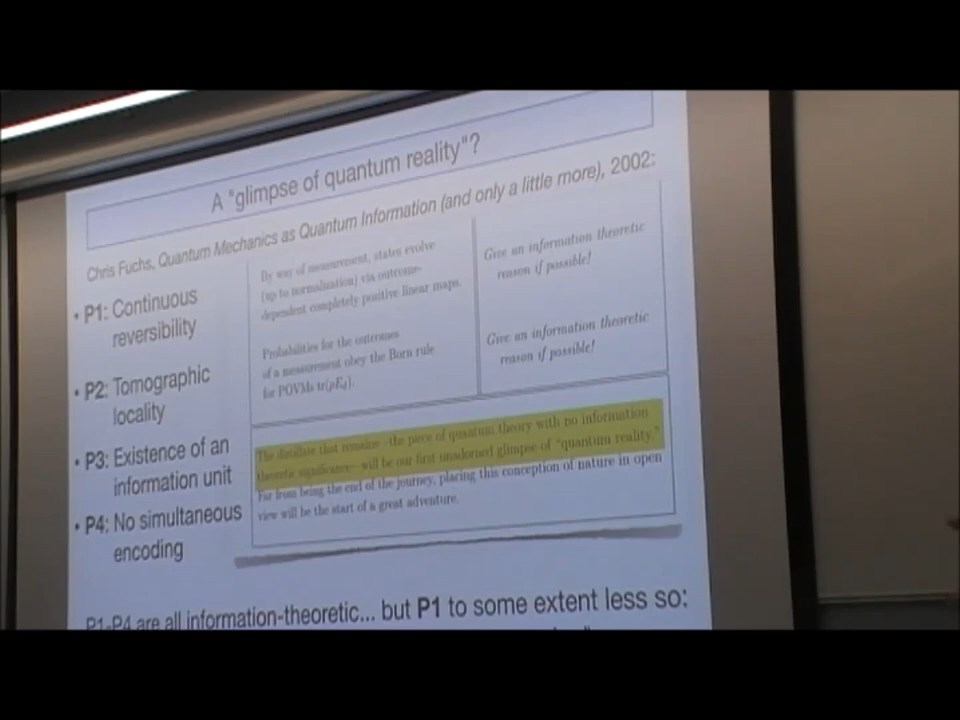 A "glimpse of quantum reality"?
Chris Fuchs, Quantum Mechanics as Quantum Information (and only a little more), 2002:
• P1: Continuous
reversibility
• P2: Tomographic
locality
• P3: Existence of an
information unit
• P4: No simultaneous
encoding
By way of measurement, states evolve
(up to normalization) via outcome-
dependent completely positive linear maps.
Give an information theoretic
reason if possible!
Probabilities for the outcomes
of a measurement obey the Born rule
for POVMs tr(ρE_d).
Give an information theoretic
reason if possible!
The distillate that remains—the piece of quantum theory with no information
theoretic significance—will be our first unadorned glimpse of "quantum reality."
Far from being the end of the journey, placing this conception of nature in open
view will be the start of a great adventure.
P1-P4 are all information-theoretic... but P1 to some extent less so: